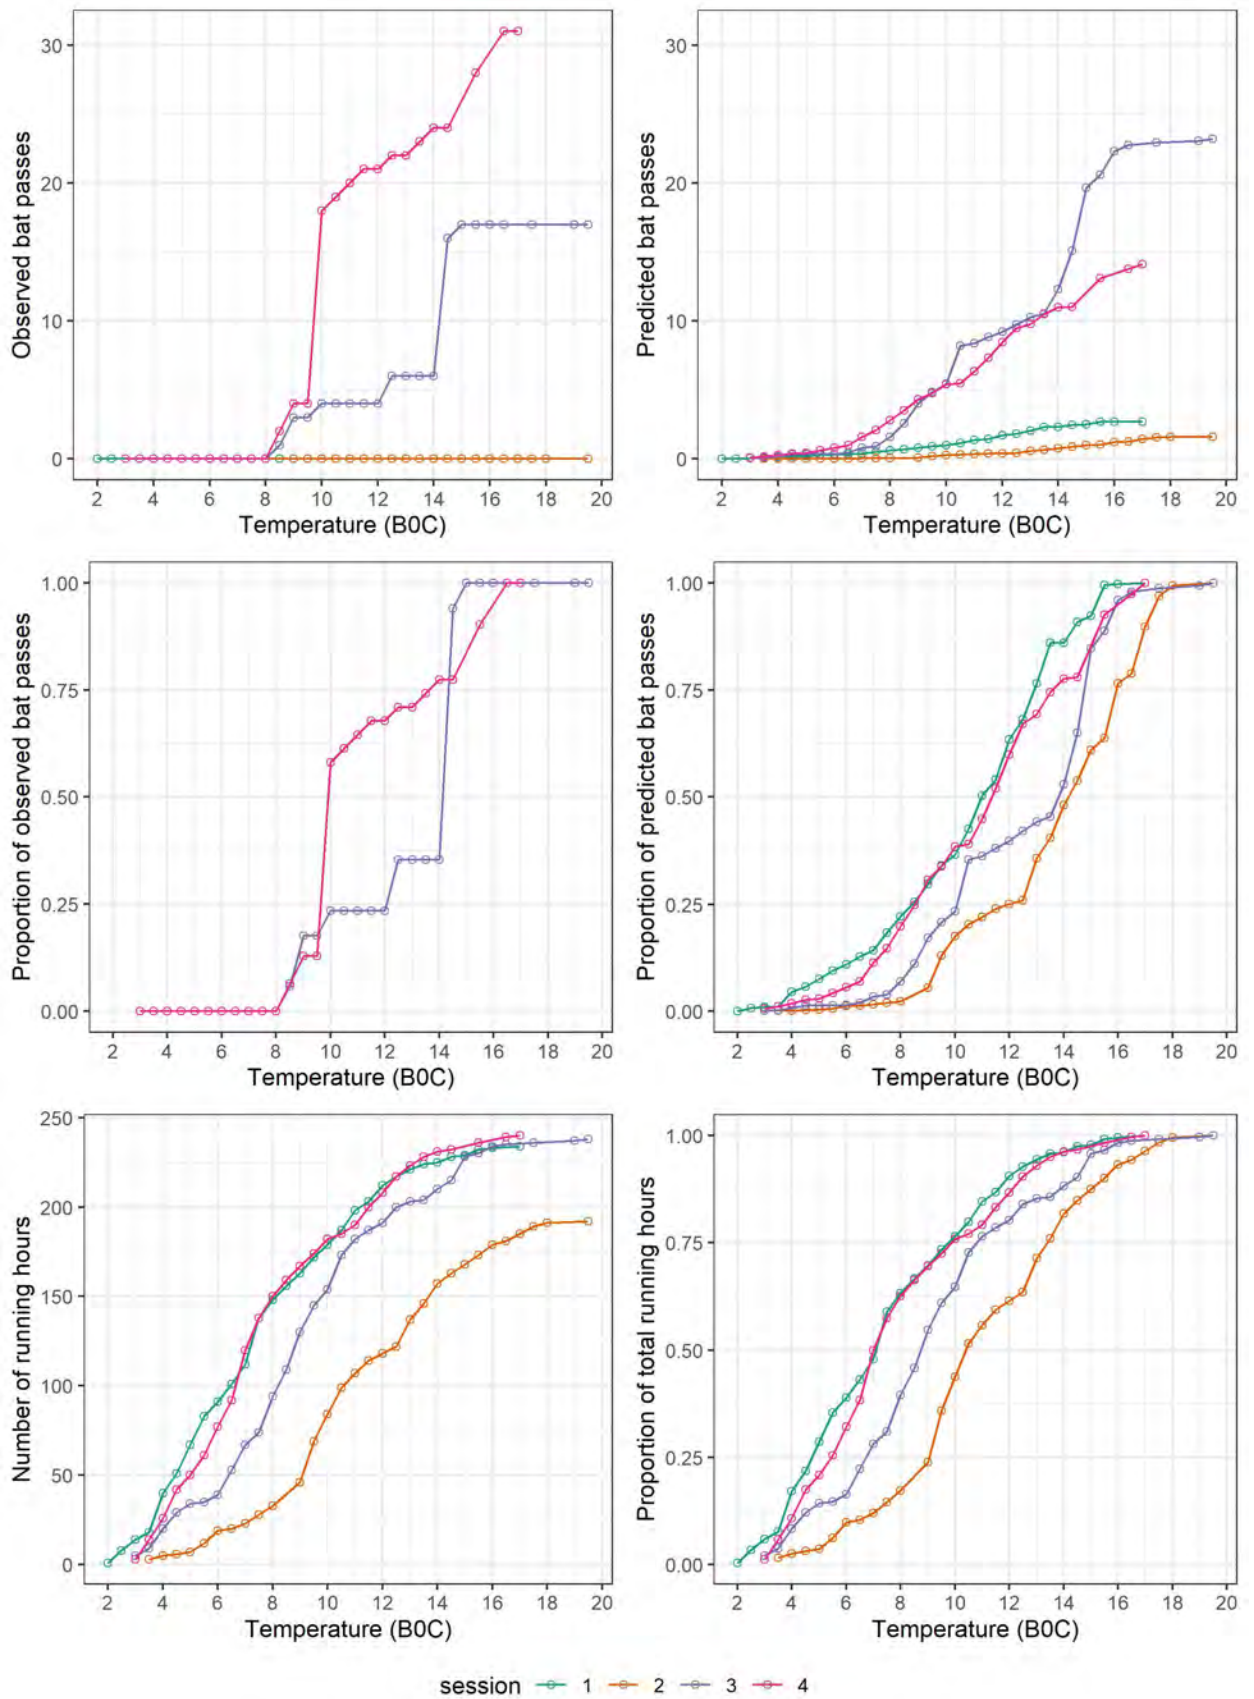 Observed bat passes
30
20
10
0
2 4 6 8 10 12 14 16 18 20
Temperature (B0C)
Predicted bat passes
30
20
10
0
2 4 6 8 10 12 14 16 18 20
Temperature (B0C)
Proportion of observed bat passes
1.00
0.75
0.50
0.25
0.00
2 4 6 8 10 12 14 16 18 20
Temperature (B0C)
Proportion of predicted bat passes
1.00
0.75
0.50
0.25
0.00
2 4 6 8 10 12 14 16 18 20
Temperature (B0C)
Number of running hours
250
200
150
100
50
0
2 4 6 8 10 12 14 16 18 20
Temperature (B0C)
Proportion of total running hours
1.00
0.75
0.50
0.25
0.00
2 4 6 8 10 12 14 16 18 20
Temperature (B0C)
session 1 2 3 4